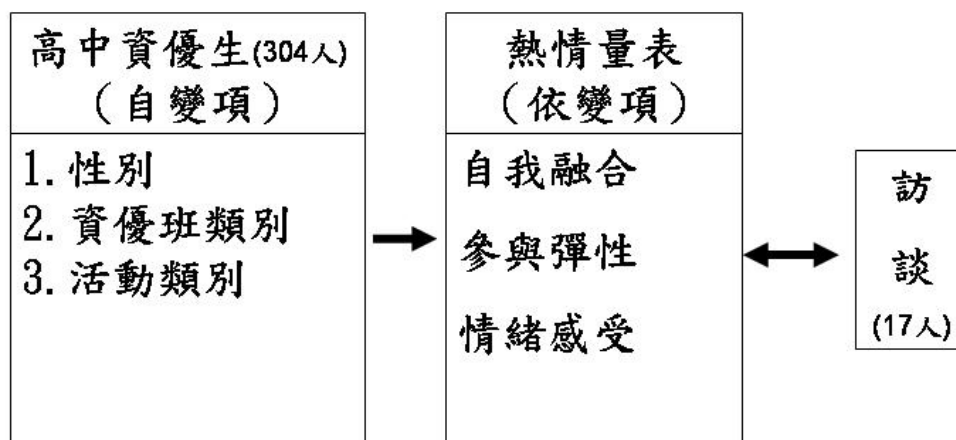 高中資優生(304人)
(自變項)
1. 性別
2. 資優班類別
3. 活動類別
熱情量表
(依變項)
自我融合
參與彈性
情緒感受
訪
談
(17人)